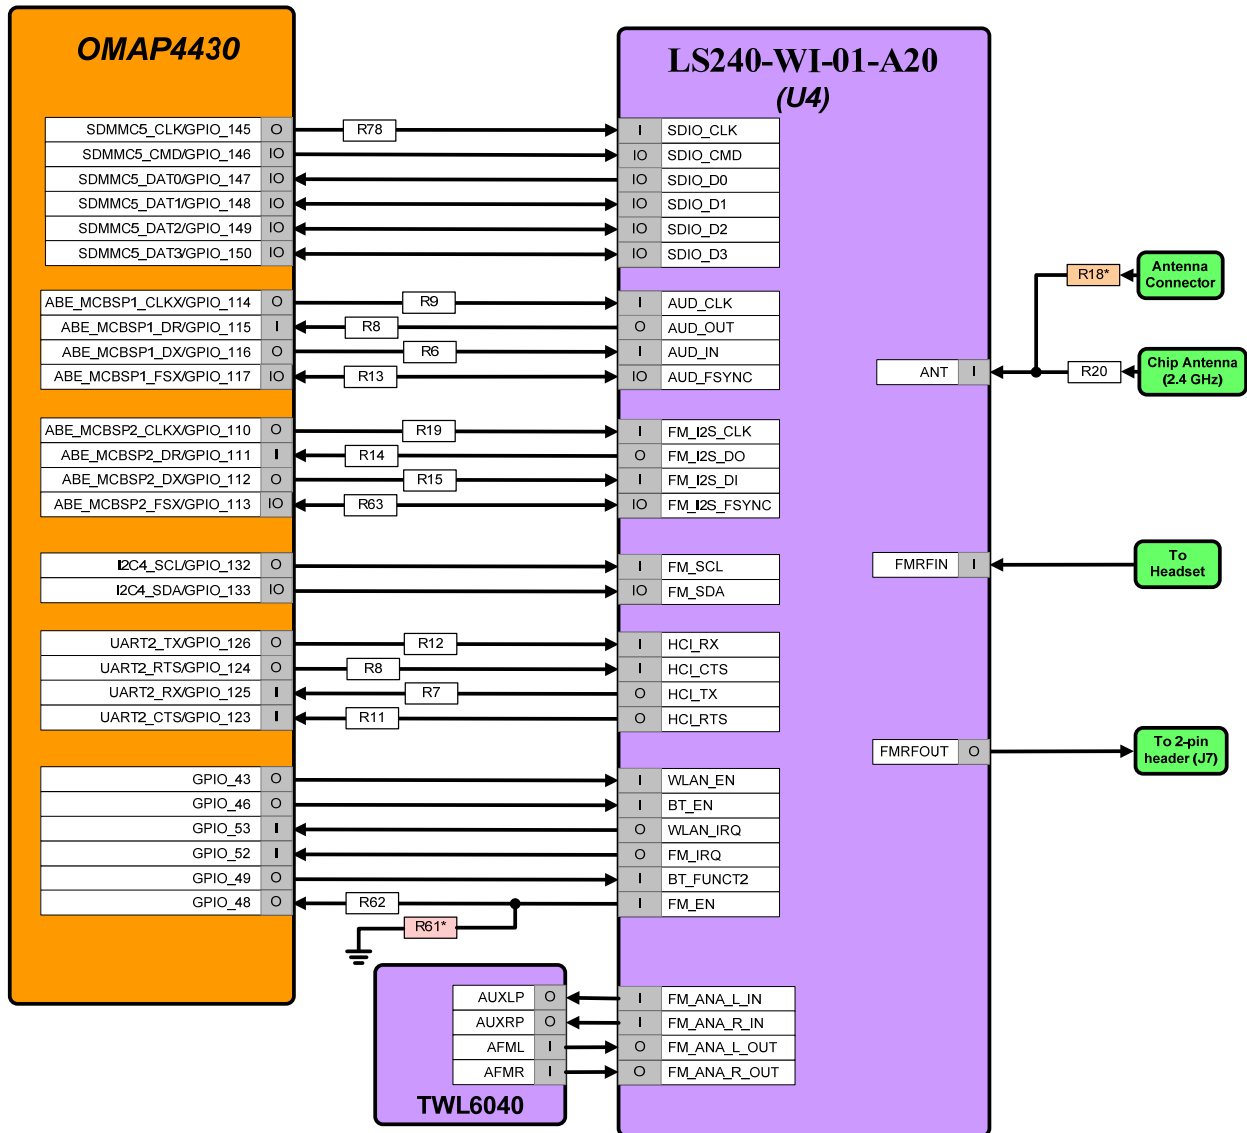 OMAP4430
LS240-WI-01-A20
(U4)
SDMMC5_CLK/GPIO_145 O R78 I SDIO_CLK
SDMMC5_CMD/GPIO_146 IO IO SDIO_CMD
SDMMC5_DAT0/GPIO_147 IO IO SDIO_D0
SDMMC5_DAT1/GPIO_148 IO IO SDIO_D1
SDMMC5_DAT2/GPIO_149 IO IO SDIO_D2
SDMMC5_DAT3/GPIO_150 IO IO SDIO_D3
R18* Antenna
Connector
ABE_MCBSP1_CLKX/GPIO_114 O R9 I AUD_CLK
ABE_MCBSP1_DR/GPIO_115 I R8 O AUD_OUT
ABE_MCBSP1_DX/GPIO_116 O R6 I AUD_IN
ABE_MCBSP1_FSX/GPIO_117 IO R13 IO AUD_FSYNC
ANT I R20 Chip Antenna
(2.4 GHz)
ABE_MCBSP2_CLKX/GPIO_110 O R19 I FM_I2S_CLK
ABE_MCBSP2_DR/GPIO_111 I R14 O FM_I2S_DO
ABE_MCBSP2_DX/GPIO_112 O R15 I FM_I2S_DI
ABE_MCBSP2_FSX/GPIO_113 IO R63 IO FM_I2S_FSYNC
I2C4_SCL/GPIO_132 O I FM_SCL
I2C4_SDA/GPIO_133 IO IO FM_SDA
FMRFIN I To
Headset
UART2_TX/GPIO_126 O R12 I HCI_RX
UART2_RTS/GPIO_124 O R8 I HCI_CTS
UART2_RX/GPIO_125 I R7 O HCI_TX
UART2_CTS/GPIO_123 I R11 O HCI_RTS
FMRFOUT O To 2-pin
header (J7)
GPIO_43 O I WLAN_EN
GPIO_46 O I BT_EN
GPIO_53 I O WLAN_IRQ
GPIO_52 I O FM_IRQ
GPIO_49 O I BT_FUNCT2
GPIO_48 O R62 I FM_EN
R61*
AUXLP O I FM_ANA_L_IN
AUXRP O I FM_ANA_R_IN
AFML I O FM_ANA_L_OUT
AFMR I O FM_ANA_R_OUT
TWL6040